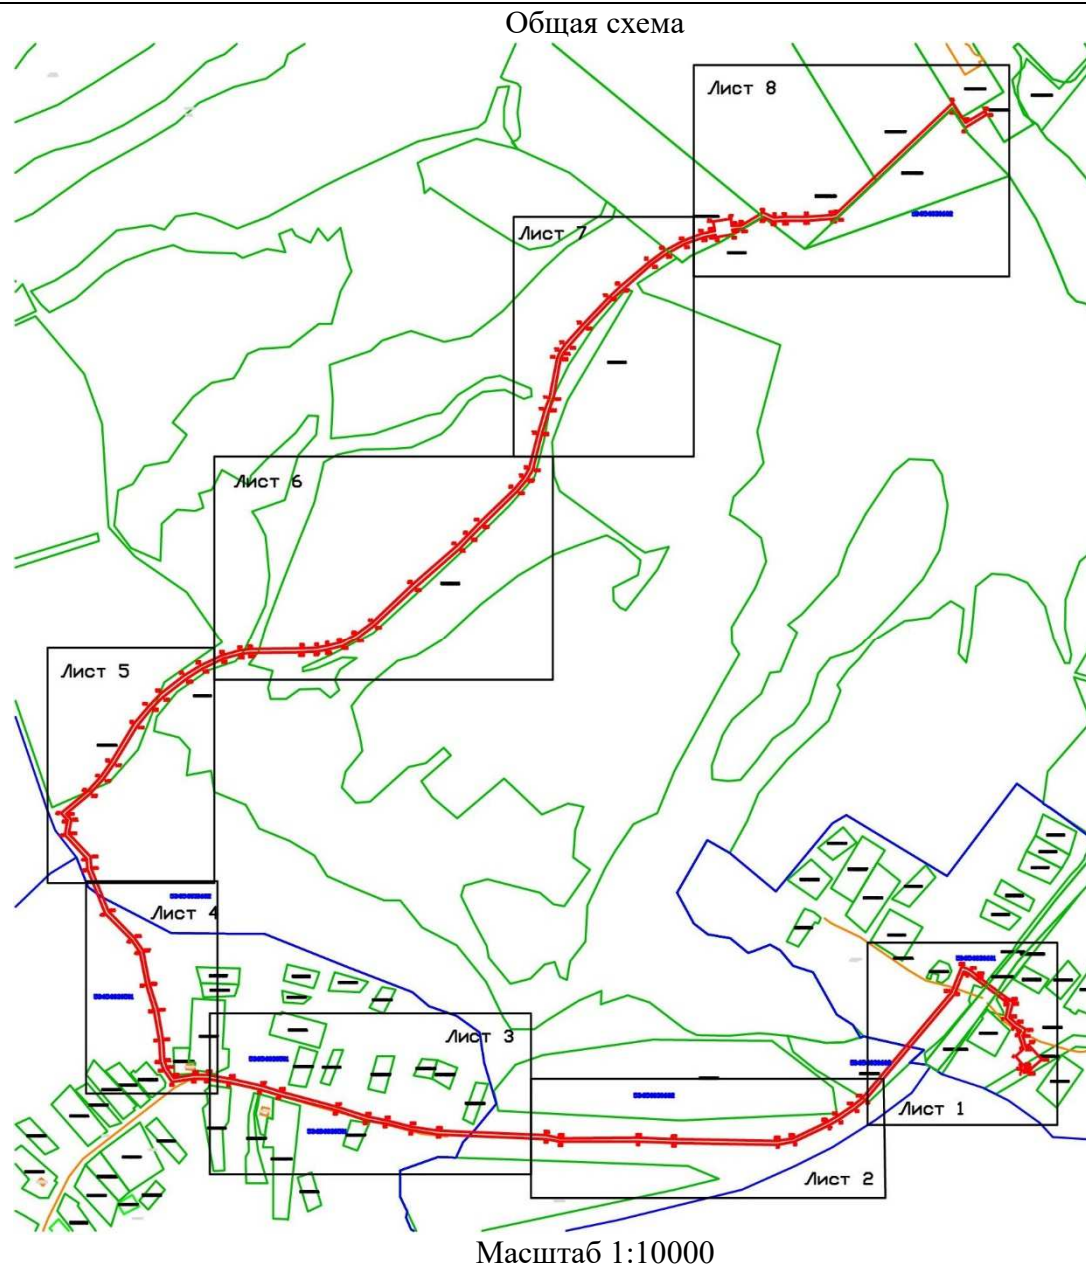 Общая схема
Лист 8
Лист 7
Лист 6
Лист 5
Лист 4
Лист 3
Лист 1
Лист 2
Масштаб 1:10000